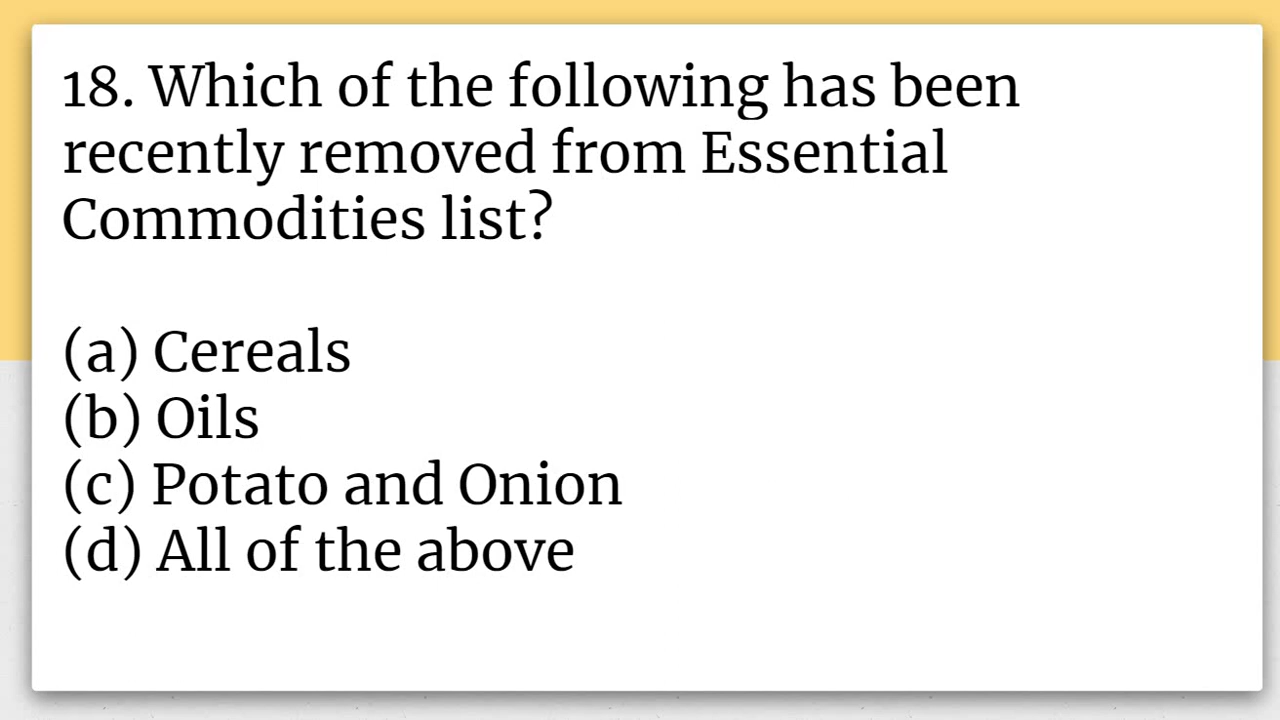 18. Which of the following has been
recently removed from Essential
Commodities list?
(a) Cereals
(b) Oils
(c) Potato and Onion
(d) All of the above